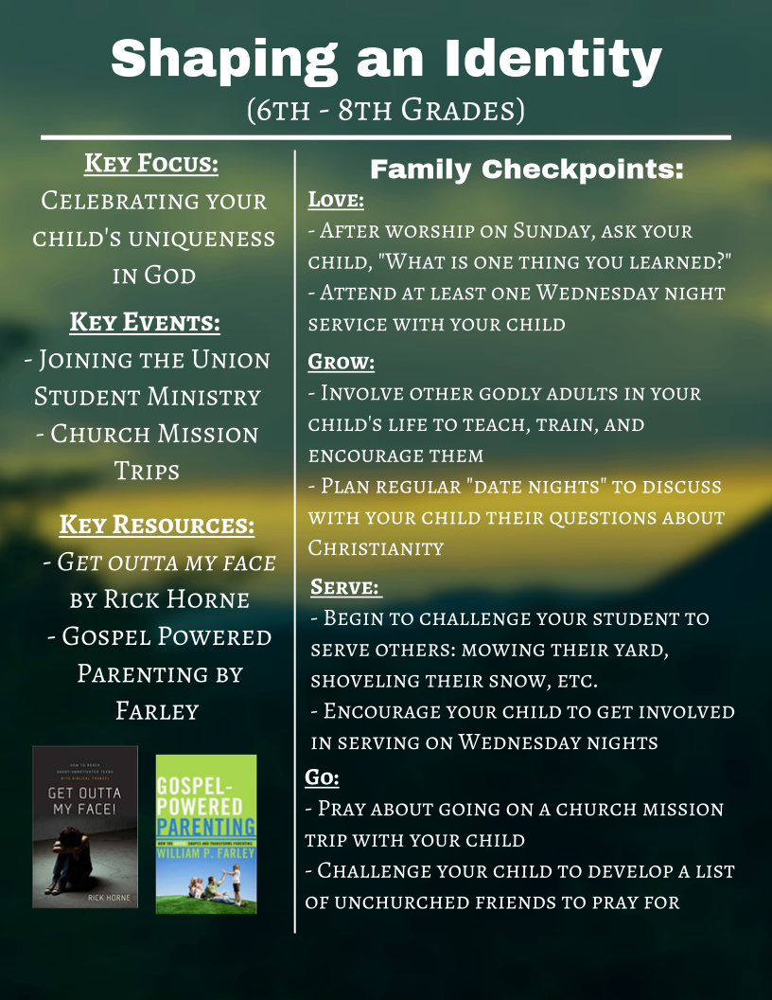 Shaping an Identity
(6th - 8th Grades)
Key Focus:
Celebrating your
child's uniqueness
in God
Key Events:
- Joining the Union
Student Ministry
- Church Mission
Trips
Key Resources:
- Get outta my face
by Rick Horne
- Gospel Powered
Parenting by
Farley
HOW TO REACH
ANGRY, UNMOTIVATED TEENS
WITH BIBLICAL COUNSEL
GET OUTTA
MY FACE!
RICK HORNE
GOSPEL-
POWERED
PARENTING
HOW THE GOSPEL SHAPES AND TRANSFORMS PARENTING
WILLIAM P. FARLEY
Family Checkpoints:
Love:
- After worship on Sunday, ask your
child, "What is one thing you learned?"
- Attend at least one Wednesday night
service with your child
Grow:
- Involve other godly adults in your
child's life to teach, train, and
encourage them
- Plan regular "date nights" to discuss
with your child their questions about
Christianity
Serve:
- Begin to challenge your student to
serve others: mowing their yard,
shoveling their snow, etc.
- Encourage your child to get involved
in serving on Wednesday nights
Go:
- Pray about going on a church mission
trip with your child
- Challenge your child to develop a list
of unchurched friends to pray for